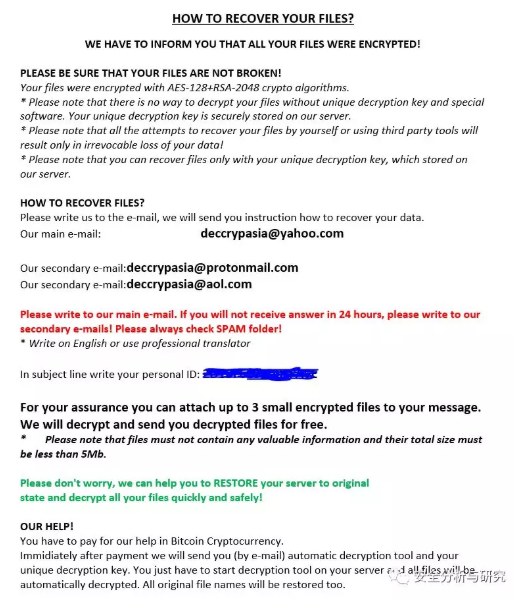 HOW TO RECOVER YOUR FILES?
WE HAVE TO INFORM YOU THAT ALL YOUR FILES WERE ENCRYPTED!
PLEASE BE SURE THAT YOUR FILES ARE NOT BROKEN!
Your files were encrypted with AES-128+RSA-2048 crypto algorithms.
* Please note that there is no way to decrypt your files without unique decryption key and special
software. Your unique decryption key is securely stored on our server.
* Please note that all the attempts to recover your files by yourself or using third party tools will
result only in irrevocable loss of your data!
* Please note that you can recover files only with your unique decryption key, which stored on
our server.
HOW TO RECOVER FILES?
Please write us to the e-mail, we will send you instruction how to recover your data.
Our main e-mail: deccrypasia@yahoo.com
Our secondary e-mail:deccrypasia@protonmail.com
Our secondary e-mail:deccrypasia@aol.com
Please write to our main e-mail. If you will not receive answer in 24 hours, please write to our
secondary e-mails! Please always check SPAM folder!
* Write on English or use professional translator
In subject line write your personal ID:
For your assurance you can attach up to 3 small encrypted files to your message.
We will decrypt and send you decrypted files for free.
* Please note that files must not contain any valuable information and their total size must
be less than 5Mb.
Please don't worry, we can help you to RESTORE your server to original
state and decrypt all your files quickly and safely!
OUR HELP!
You have to pay for our help in Bitcoin Cryptocurrency.
Immidiately after payment we will send you (by e-mail) automatic decryption tool and your
unique decryption key. You just have to start decryption tool on your server and all files will be
automatically decrypted. All original file names will be restored too.
安全分析与研究